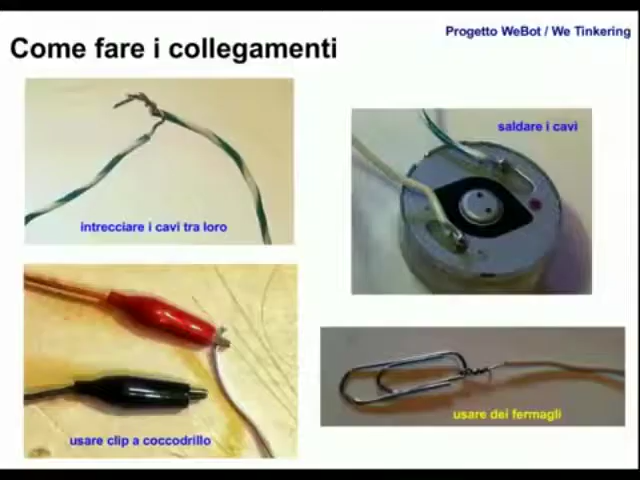 Progetto WeBot / We Tinkering
Come fare i collegamenti
saldare i cavi
intrecciare i cavi tra loro
usare dei fermagli
usare clip a coccodrillo